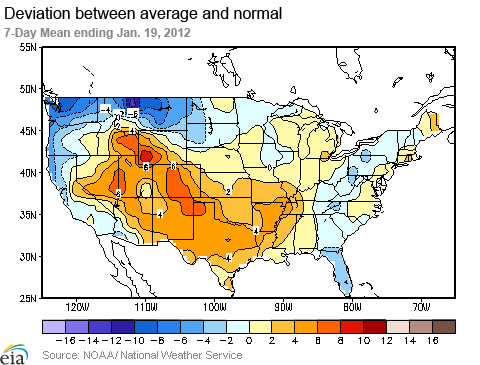 Deviation between average and normal
7-Day Mean ending Jan. 19, 2012
55N
50N
45N
40N
35N
30N
25N
-4
2
-6
4
6
6
6
2
4
0
4
4
120W 110W 100W 90W 80W 70W
-16 -14 -12 -10 -8 -6 -4 -2 0 2 4 6 8 10 12 14 16
eia Source: NOAA/National Weather Service